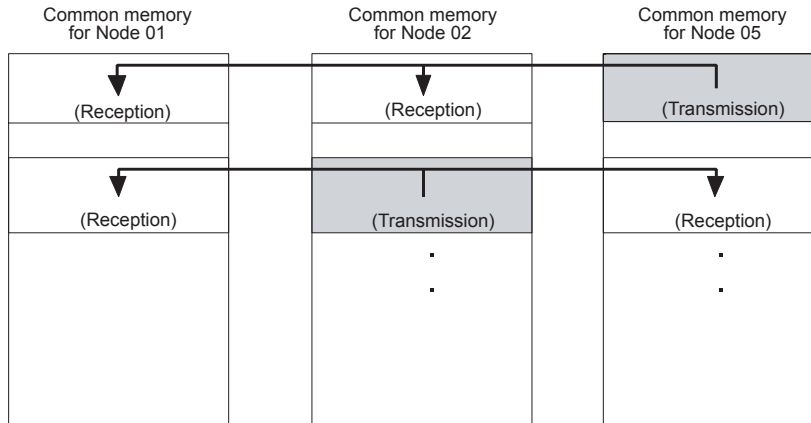 Common memory
for Node 01
Common memory
for Node 02
Common memory
for Node 05
(Reception)
(Reception)
(Transmission)
(Reception)
(Transmission)
(Reception)